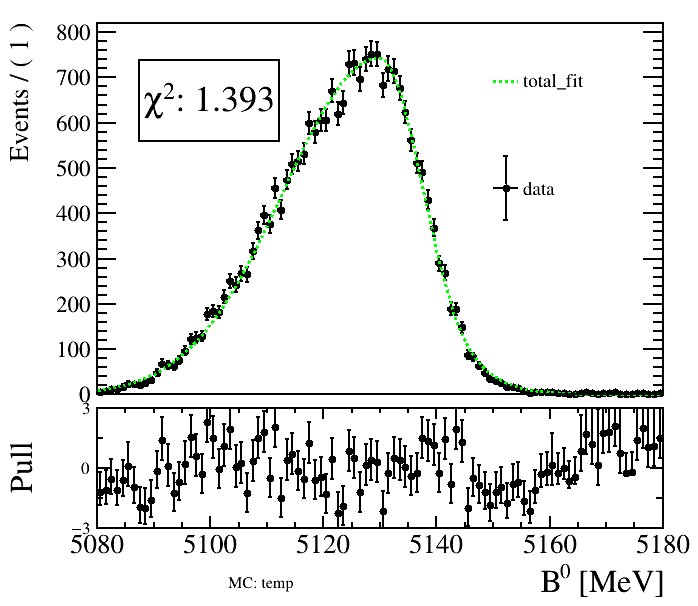 Events / ( 1 )
800
700
600
500
400
300
200
100
0
χ²: 1.393
total_fit
data
Pull
3
0
−3
5080 5100 5120 5140 5160 5180
MC: temp
B⁰ [MeV]